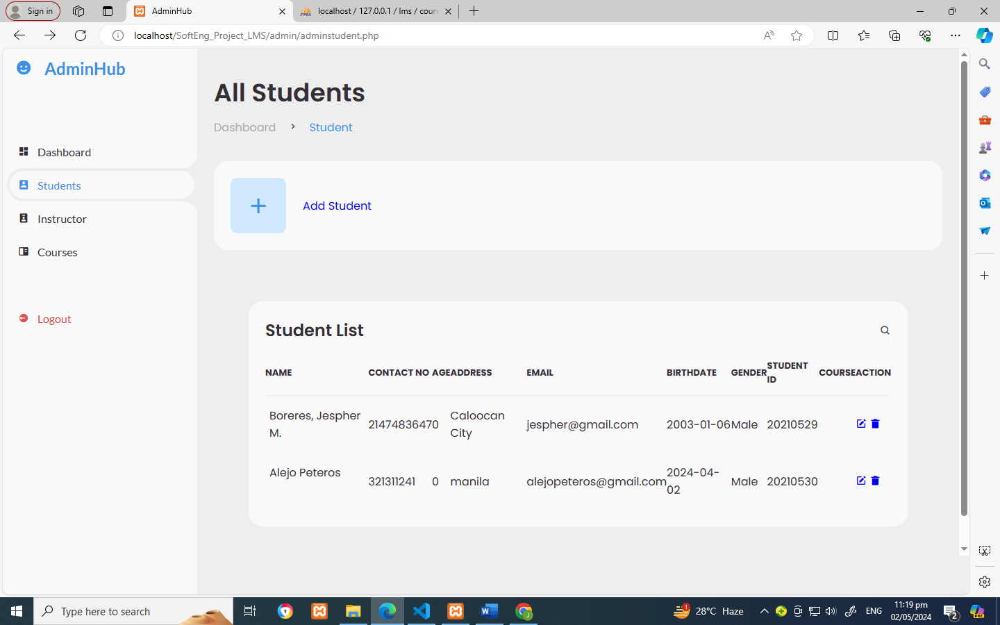 Sign in
AdminHub
localhost / 127.0.0.1 / lms / cours
localhost/SoftEng_Project_LMS/admin/adminstudent.php
AdminHub
Dashboard
Students
Instructor
Courses
Logout
All Students
Dashboard > Student
+ Add Student
Student List
NAME CONTACT NO AGE ADDRESS EMAIL BIRTHDATE GENDER STUDENT ID COURSE ACTION
Boreres, Jespher M. 2147483647 0 Caloocan City jespher@gmail.com 2003-01-06 Male 20210529
Alejo Peteros 321311241 0 manila alejopeteros@gmail.com 2024-04-02 Male 20210530
Type here to search
1
28°C Haze
ENG
11:19 pm
02/05/2024
2
PRE